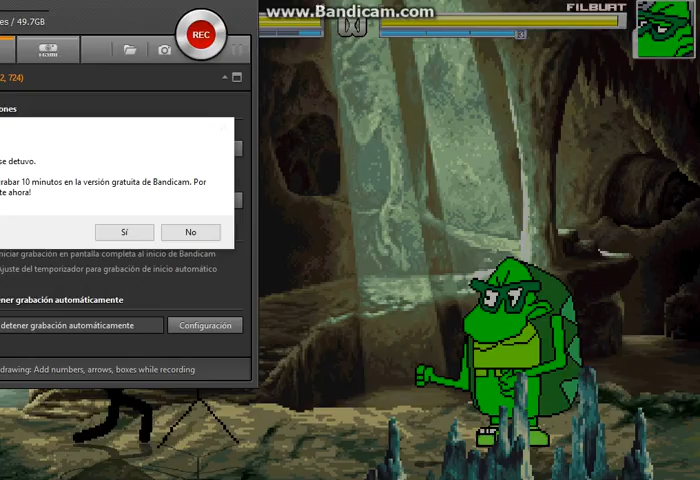 www.Bandicam.com
FILBURT
es / 49.7GB
REC
2, 724)
ones
se detuvo.
rabar 10 minutos en la versión gratuita de Bandicam. Por
te ahora!
Sí
No
niciar grabación en pantalla completa al inicio de Bandicam
Ajuste del temporizador para grabación de inicio automático
ener grabación automáticamente
detener grabación automáticamente
Configuración
drawing: Add numbers, arrows, boxes while recording